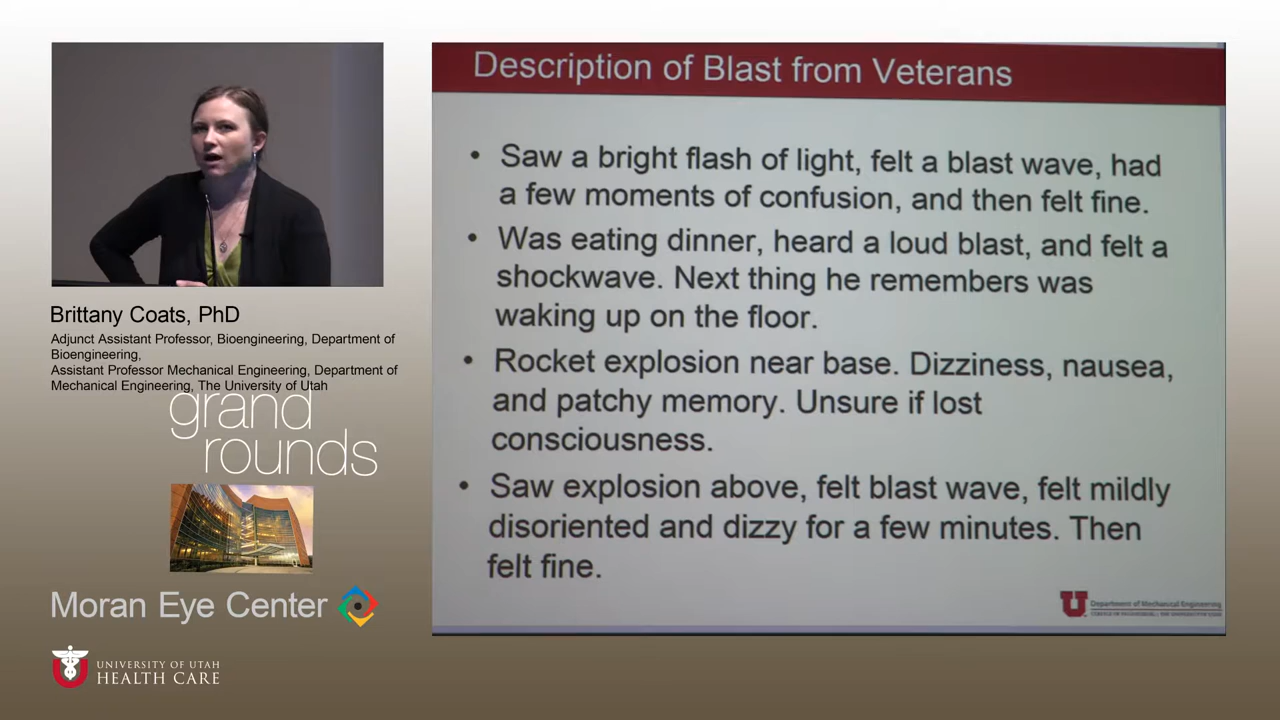 Description of Blast from Veterans
• Saw a bright flash of light, felt a blast wave, had
a few moments of confusion, and then felt fine.
• Was eating dinner, heard a loud blast, and felt a
shockwave. Next thing he remembers was
waking up on the floor.
• Rocket explosion near base. Dizziness, nausea,
and patchy memory. Unsure if lost
consciousness.
• Saw explosion above, felt blast wave, felt mildly
disoriented and dizzy for a few minutes. Then
felt fine.
U Department of Mechanical Engineering
Brittany Coats, PhD
Adjunct Assistant Professor, Bioengineering, Department of
Bioengineering,
Assistant Professor Mechanical Engineering, Department of
Mechanical Engineering, The University of Utah
grand
rounds
Moran Eye Center
UNIVERSITY OF UTAH
HEALTH CARE